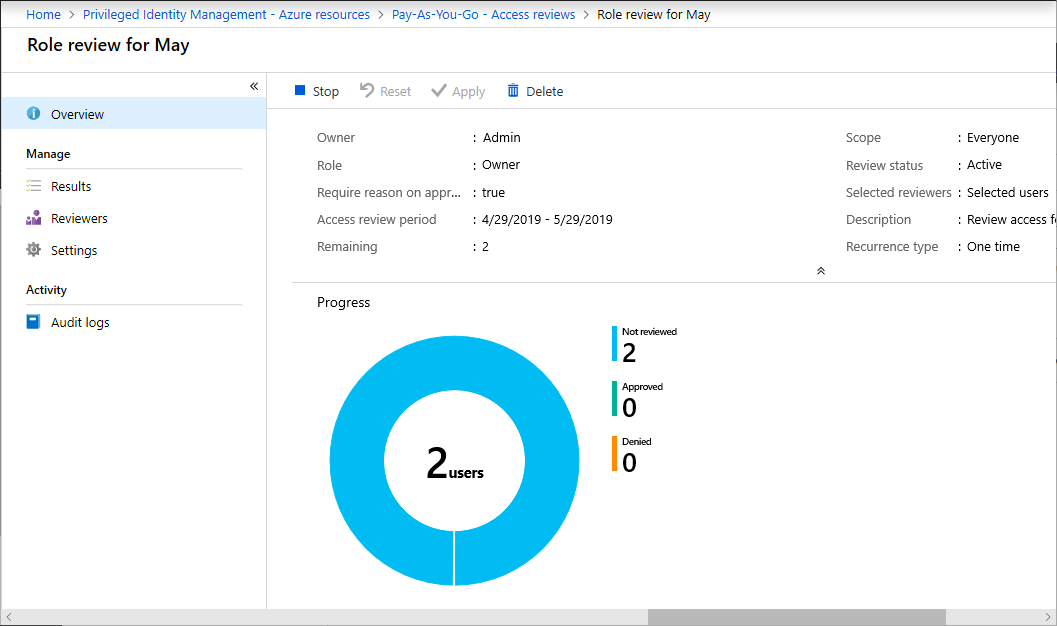 Home > Privileged Identity Management - Azure resources > Pay-As-You-Go - Access reviews > Role review for May
Role review for May
«
Overview
Manage
Results
Reviewers
Settings
Activity
Audit logs
Stop Reset Apply Delete
Owner : Admin
Role : Owner
Require reason on appr... : true
Access review period : 4/29/2019 - 5/29/2019
Remaining : 2
Scope : Everyone
Review status : Active
Selected reviewers : Selected users
Description : Review access fo
Recurrence type : One time
Progress
2 users
Not reviewed
2
Approved
0
Denied
0